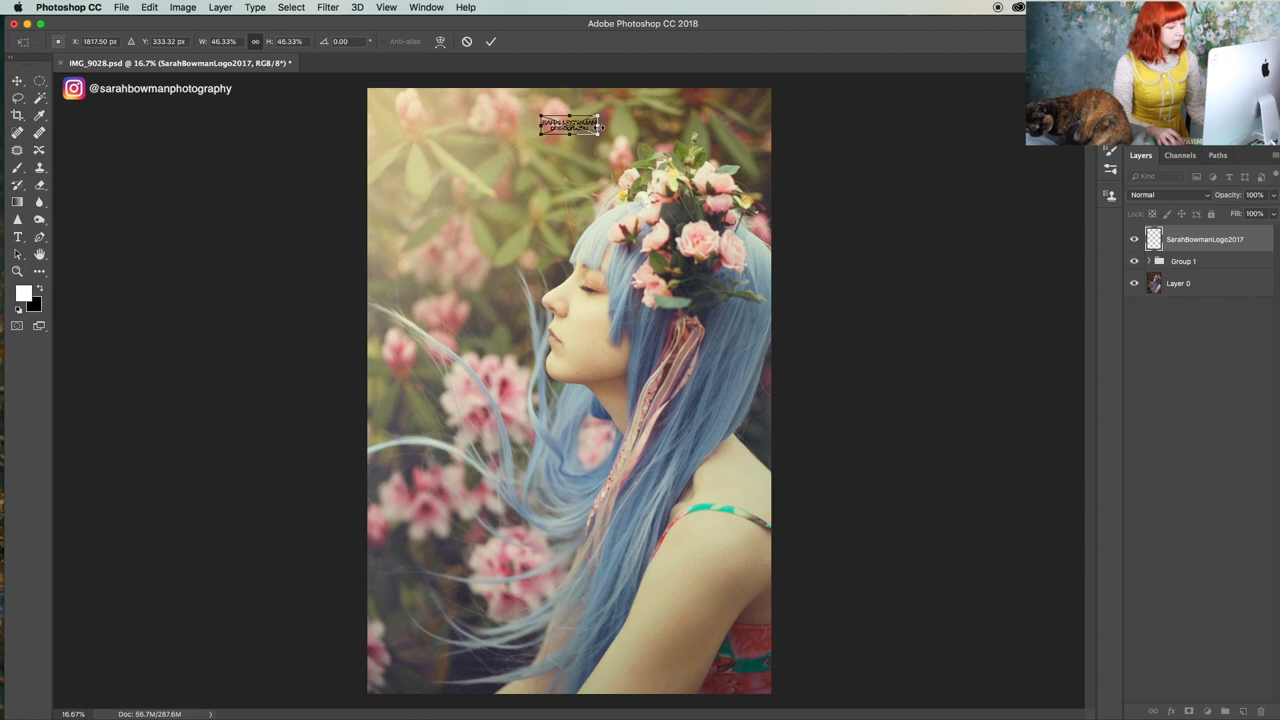 Photoshop CC File Edit Image Layer Type Select Filter 3D View Window Help
Adobe Photoshop CC 2018
X: 1817.50 px Y: 333.32 px W: 46.33% H: 46.33% 0.00 Anti-alias
IMG_9028.psd @ 16.7% (SarahBowmanLogo2017, RGB/8*) *
@sarahbowmanphotography
Layers Channels Paths
Kind
Normal Opacity: 100%
Lock: Fill: 100%
SarahBowmanLogo2017
Group 1
Layer 0
16.67% Doc: 56.7M/287.6M